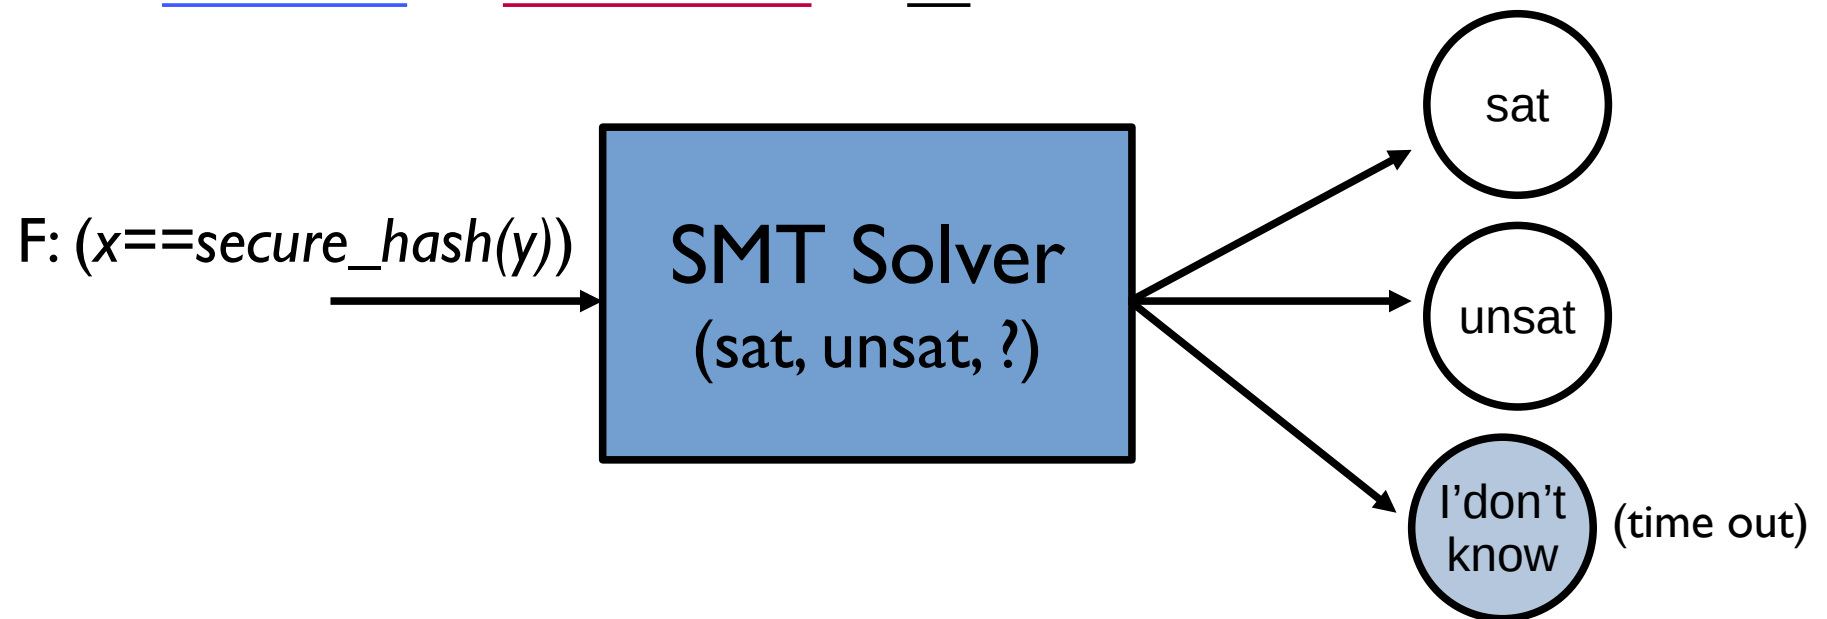 sat
F: (x==secure_hash(y))
SMT Solver
(sat, unsat, ?)
unsat
I'don't
know
(time out)